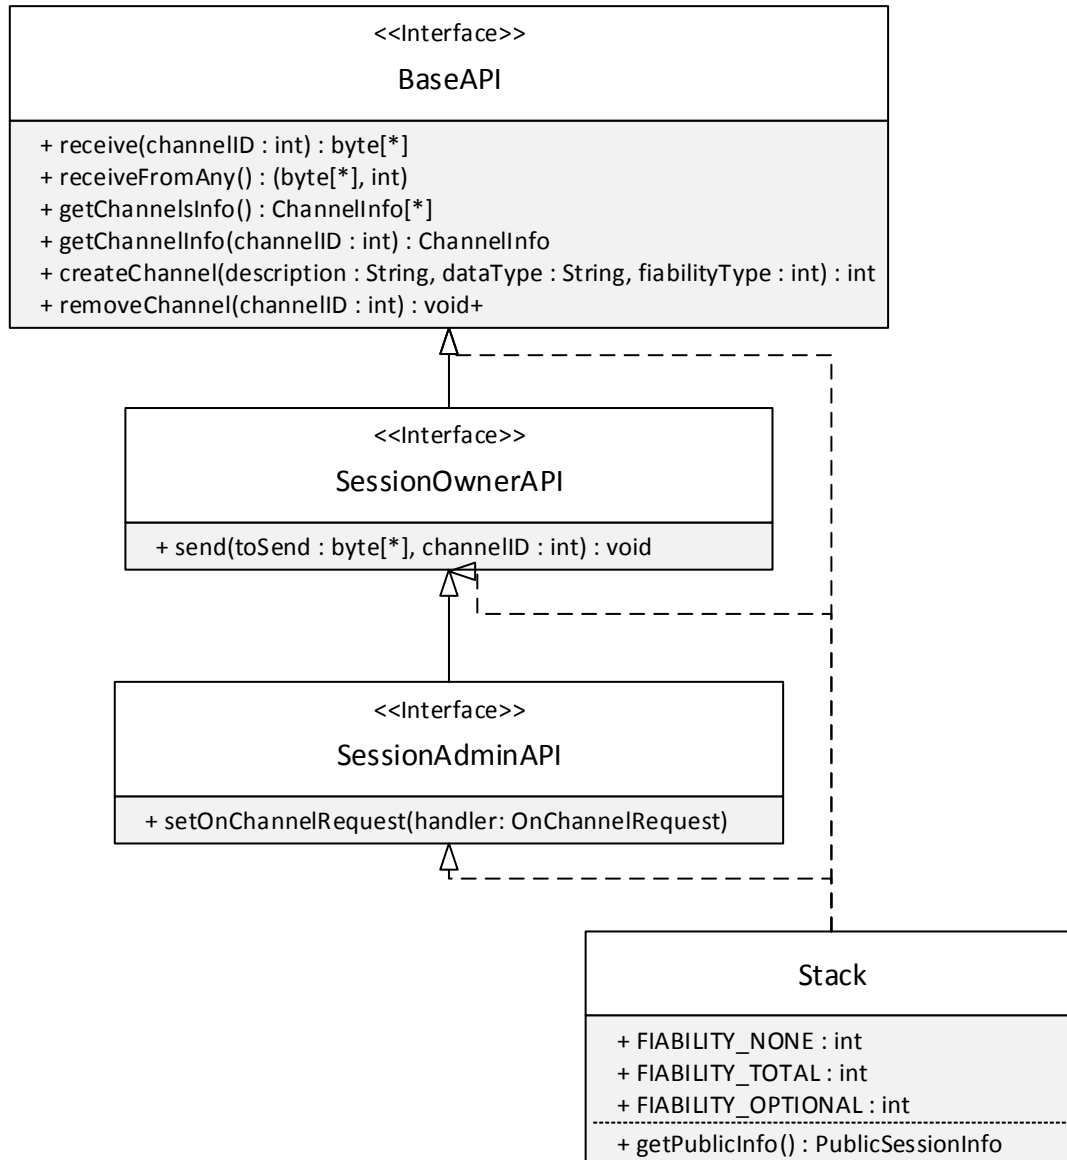 <<Interface>>
BaseAPI
+ receive(channelID : int) : byte[*]
+ receiveFromAny() : (byte[*], int)
+ getChannelsInfo() : ChannelInfo[*]
+ getChannelInfo(channelID : int) : ChannelInfo
+ createChannel(description : String, dataType : String, fiabilityType : int) : int
+ removeChannel(channelID : int) : void+
<<Interface>>
SessionOwnerAPI
+ send(toSend : byte[*], channelID : int) : void
<<Interface>>
SessionAdminAPI
+ setOnChannelRequest(handler: OnChannelRequest)
Stack
+ FIABILITY_NONE : int
+ FIABILITY_TOTAL : int
+ FIABILITY_OPTIONAL : int
+ getPublicInfo() : PublicSessionInfo